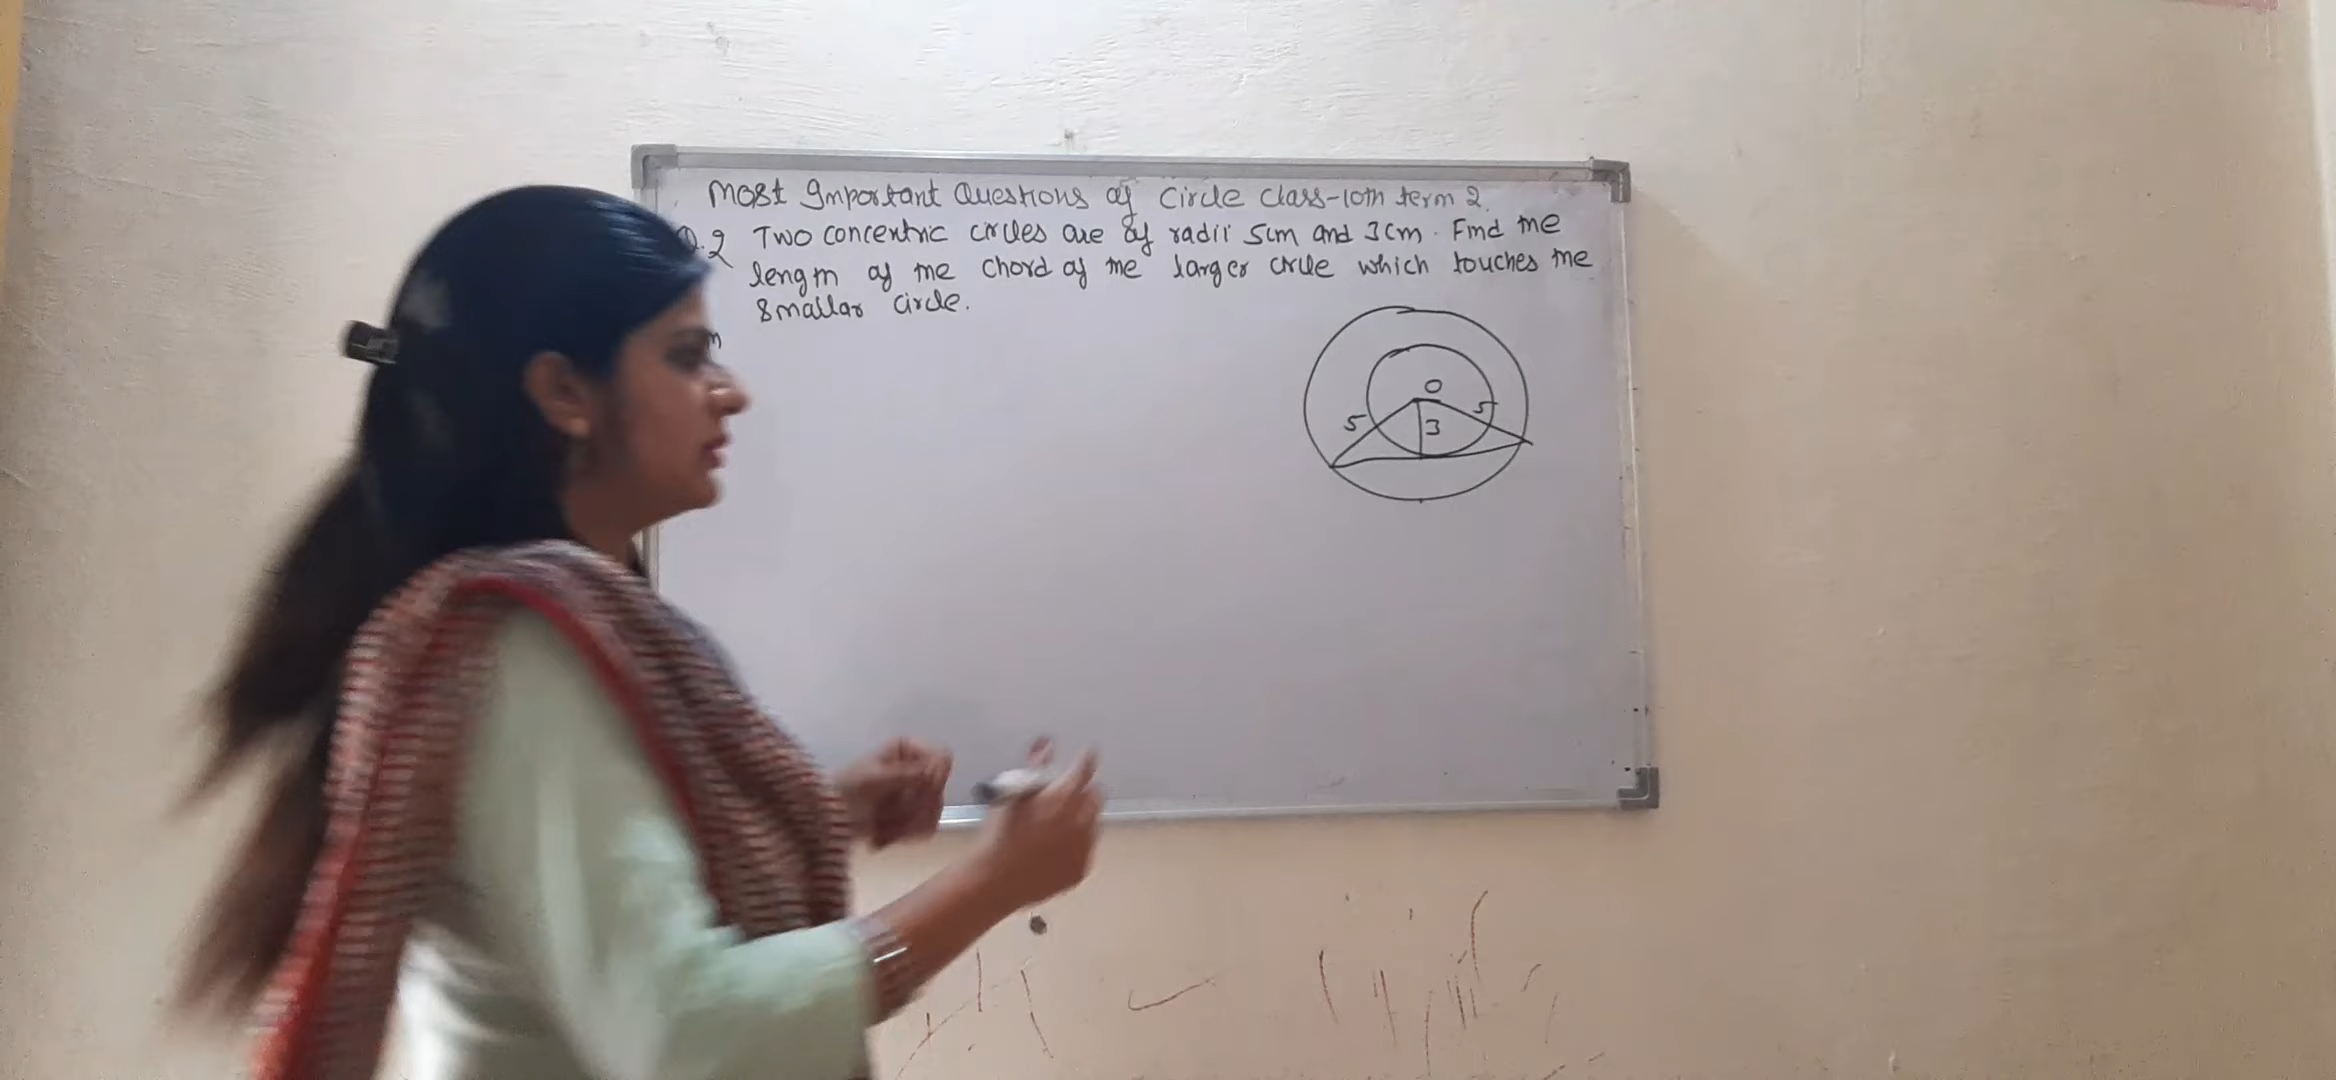 Most Important Questions of Circle Class-10th term 2.
Q.2 Two concentric circles are of radii 5cm and 3cm. Find the
length of the chord of the larger circle which touches the
smallar circle.
O
5 5
3